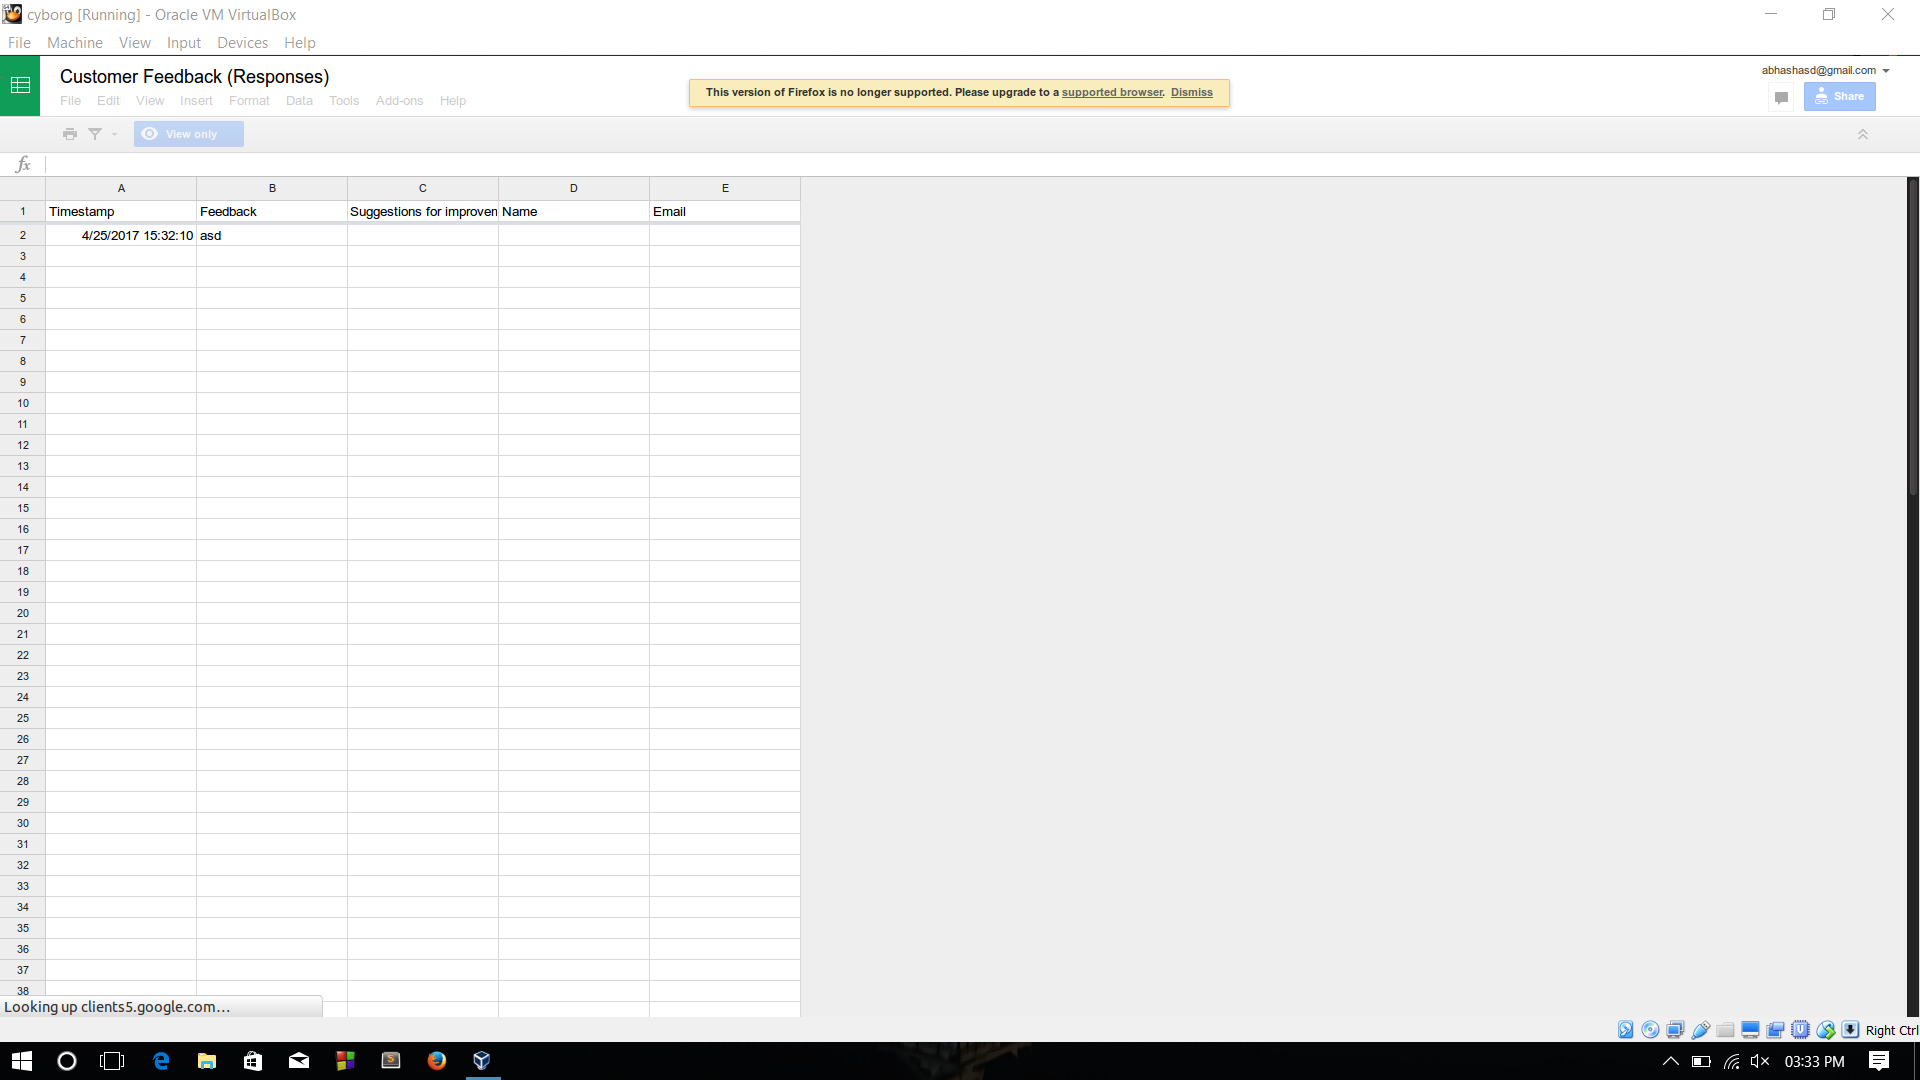 cyborg [Running] - Oracle VM VirtualBox
File Machine View Input Devices Help
Customer Feedback (Responses)
abhashasd@gmail.com
This version of Firefox is no longer supported. Please upgrade to a supported browser. Dismiss
File Edit View Insert Format Data Tools Add-ons Help
Share
View only
fx
A B C D E
1 Timestamp Feedback Suggestions for improvem Name Email
2 4/25/2017 15:32:10 asd
3
4
5
6
7
8
9
10
11
12
13
14
15
16
17
18
19
20
21
22
23
24
25
26
27
28
29
30
31
32
33
34
35
36
37
38
Looking up clients5.google.com...
Right Ctrl
03:33 PM